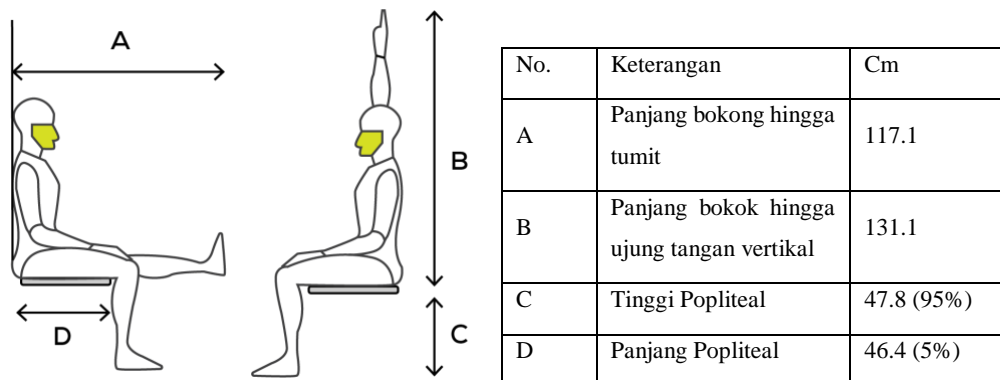 A
B
C
D
No. Keterangan Cm
A Panjang bokong hingga tumit 117.1
B Panjang bokok hingga ujung tangan vertikal 131.1
C Tinggi Popliteal 47.8 (95%)
D Panjang Popliteal 46.4 (5%)